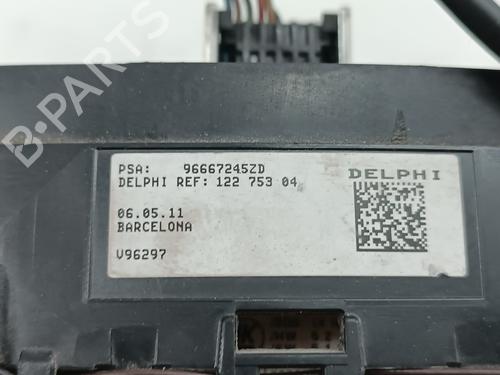 PSA: 96667245ZD
DELPHI REF: 122 753 04
DELPHI
06.05.11
BARCELONA
V96297
B-PARTS